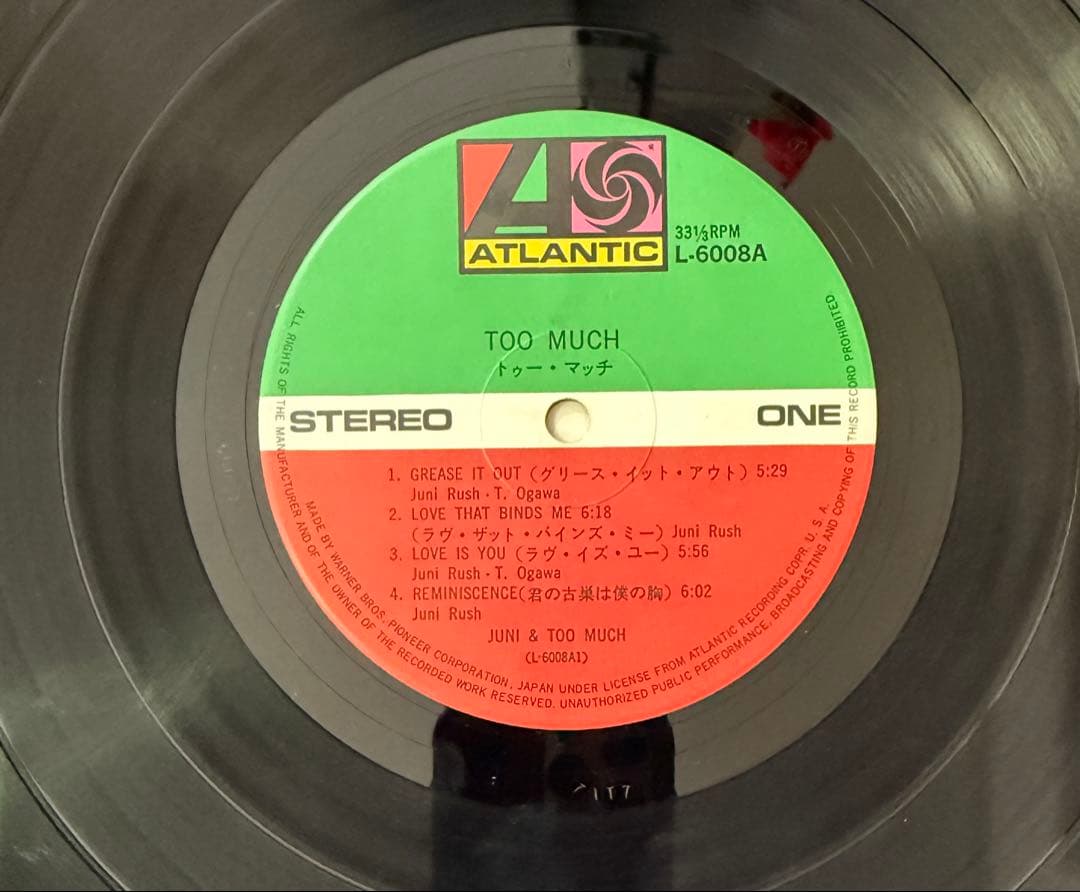 ATLANTIC
33⅓RPM
L-6008A
TOO MUCH
トゥー・マッチ
STEREO
ONE
1. GREASE IT OUT (グリース・イット・アウト) 5:29
Juni Rush・T. Ogawa
2. LOVE THAT BINDS ME 6:18
(ラヴ・ザット・バインズ・ミー) Juni Rush
3. LOVE IS YOU (ラヴ・イズ・ユー) 5:56
Juni Rush・T. Ogawa
4. REMINISCENCE(君の古巣は僕の胸) 6:02
Juni Rush
JUNI & TOO MUCH
(L-6008A1)
ALL RIGHTS OF THE MANUFACTURER AND OF THE OWNER OF THE RECORDED WORK RESERVED. UNAUTHORIZED PUBLIC PERFORMANCE, BROADCASTING AND COPYING OF THIS RECORD PROHIBITED.
MADE BY WARNER BROS. PIONEER CORPORATION, JAPAN UNDER LICENSE FROM ATLANTIC RECORDING COPR. U.S.A.